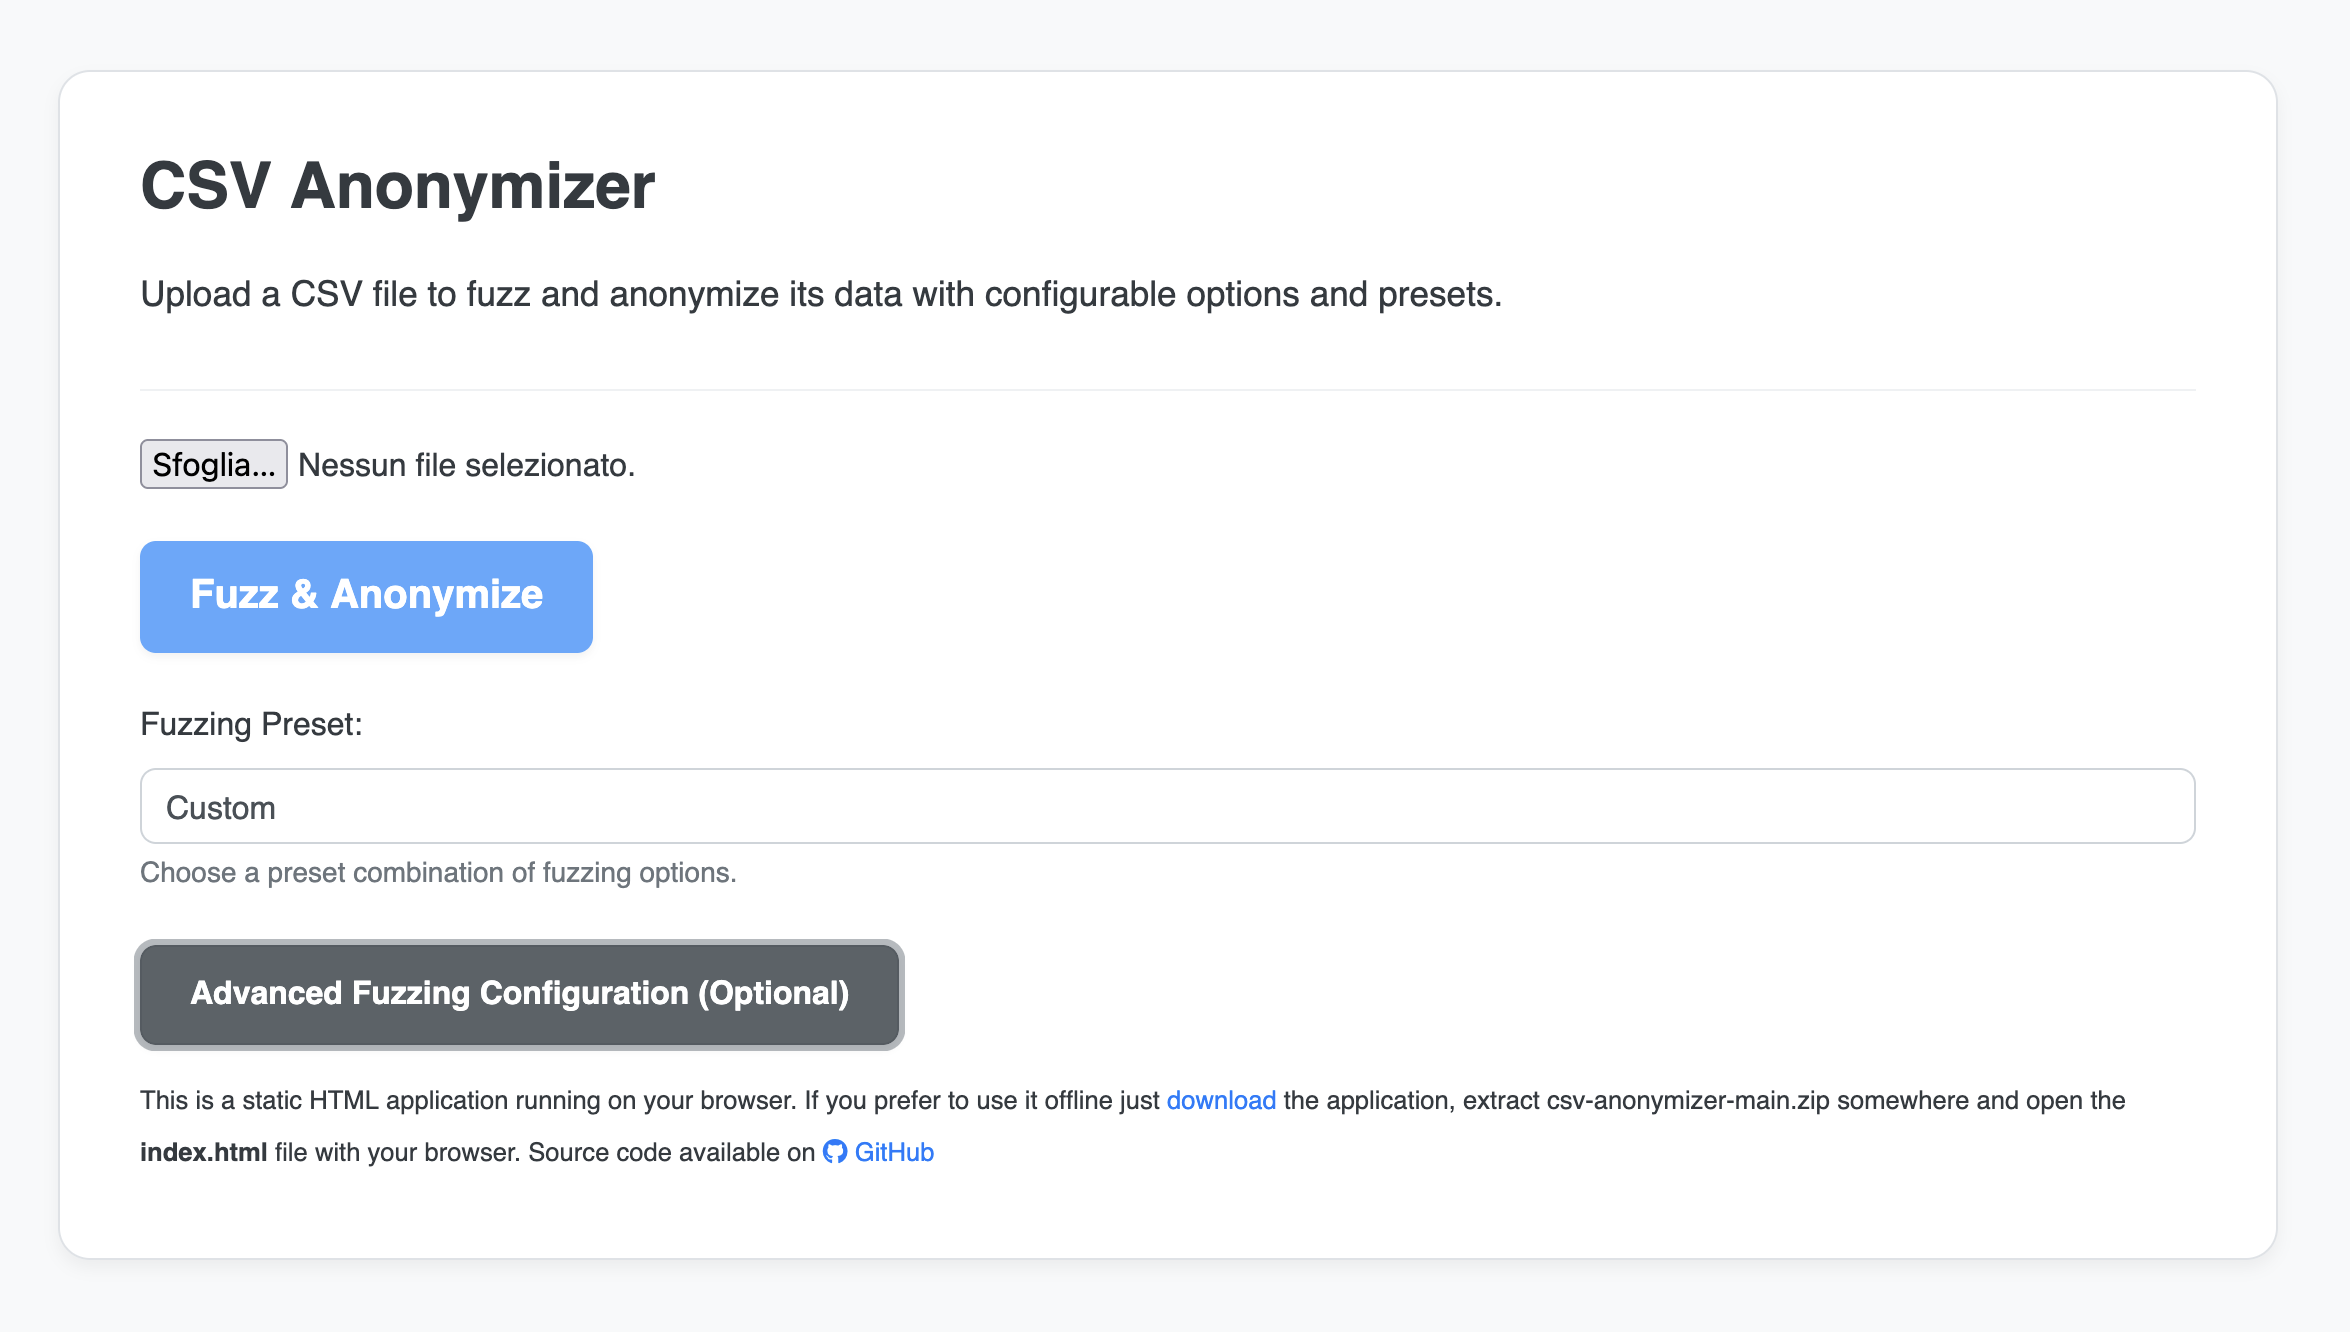 CSV Anonymizer
Upload a CSV file to fuzz and anonymize its data with configurable options and presets.
Sfoglia... Nessun file selezionato.
Fuzz & Anonymize
Fuzzing Preset:
Custom
Choose a preset combination of fuzzing options.
Advanced Fuzzing Configuration (Optional)
This is a static HTML application running on your browser. If you prefer to use it offline just download the application, extract csv-anonymizer-main.zip somewhere and open the
index.html file with your browser. Source code available on GitHub